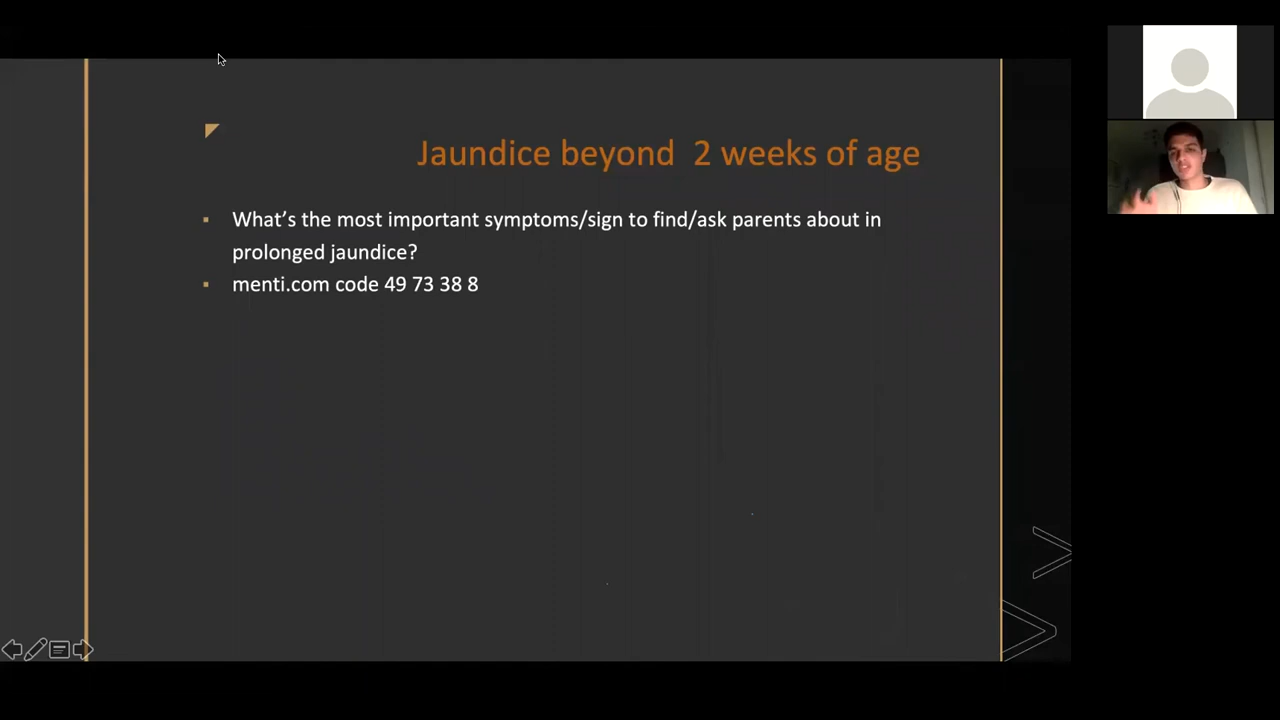 Jaundice beyond 2 weeks of age
What's the most important symptoms/sign to find/ask parents about in
prolonged jaundice?
menti.com code 49 73 38 8